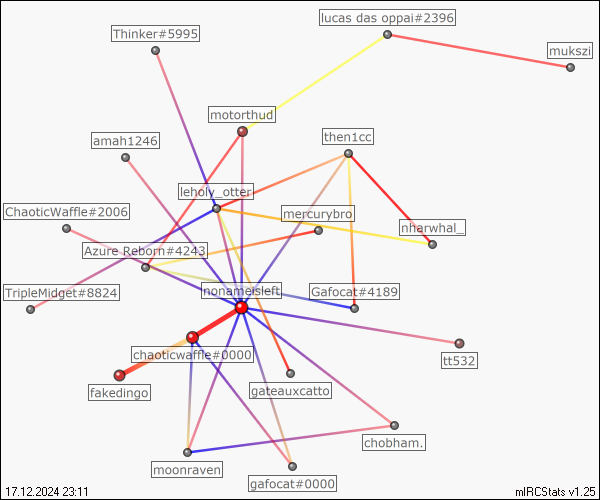 lucas das oppai#2396
Thinker#5995
mukszi
motorthud
then1cc
amah1246
leholy_otter
ChaoticWaffle#2006
mercurybro
nharwhal_
Azure Reborn#4243
TripleMidget#8824
nonameisleft
Gafocat#4189
chaoticwaffle#0000
tt532
fakedingo
gateauxcatto
chobham.
moonraven
gafocat#0000
17.12.2024 23:11
mIRCStats v1.25